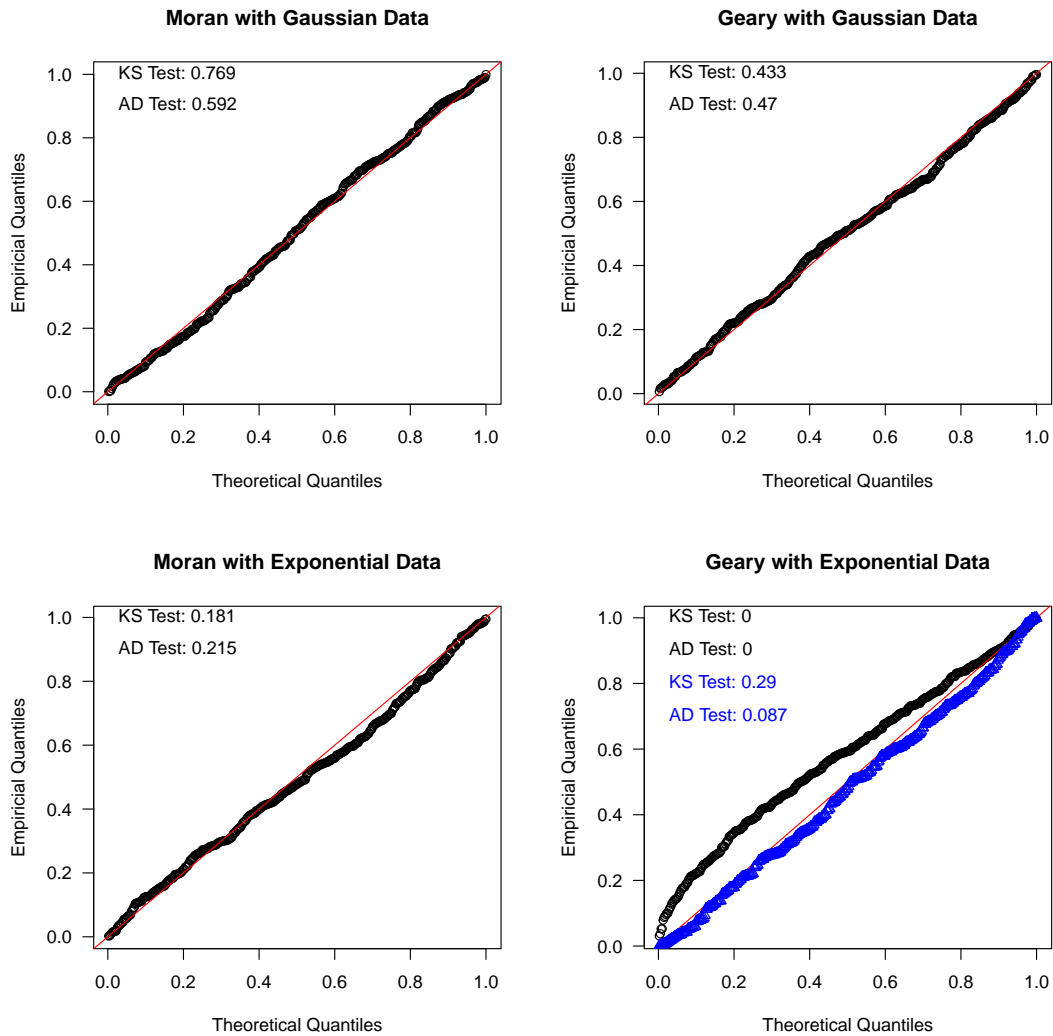 Moran with Gaussian Data
KS Test: 0.769
AD Test: 0.592
1.0
0.8
0.6
0.4
0.2
0.0
Empiricial Quantiles
0.0 0.2 0.4 0.6 0.8 1.0
Theoretical Quantiles
Geary with Gaussian Data
KS Test: 0.433
AD Test: 0.47
1.0
0.8
0.6
0.4
0.2
0.0
Empiricial Quantiles
0.0 0.2 0.4 0.6 0.8 1.0
Theoretical Quantiles
Moran with Exponential Data
KS Test: 0.181
AD Test: 0.215
1.0
0.8
0.6
0.4
0.2
0.0
Empiricial Quantiles
0.0 0.2 0.4 0.6 0.8 1.0
Theoretical Quantiles
Geary with Exponential Data
KS Test: 0
AD Test: 0
KS Test: 0.29
AD Test: 0.087
1.0
0.8
0.6
0.4
0.2
0.0
Empiricial Quantiles
0.0 0.2 0.4 0.6 0.8 1.0
Theoretical Quantiles